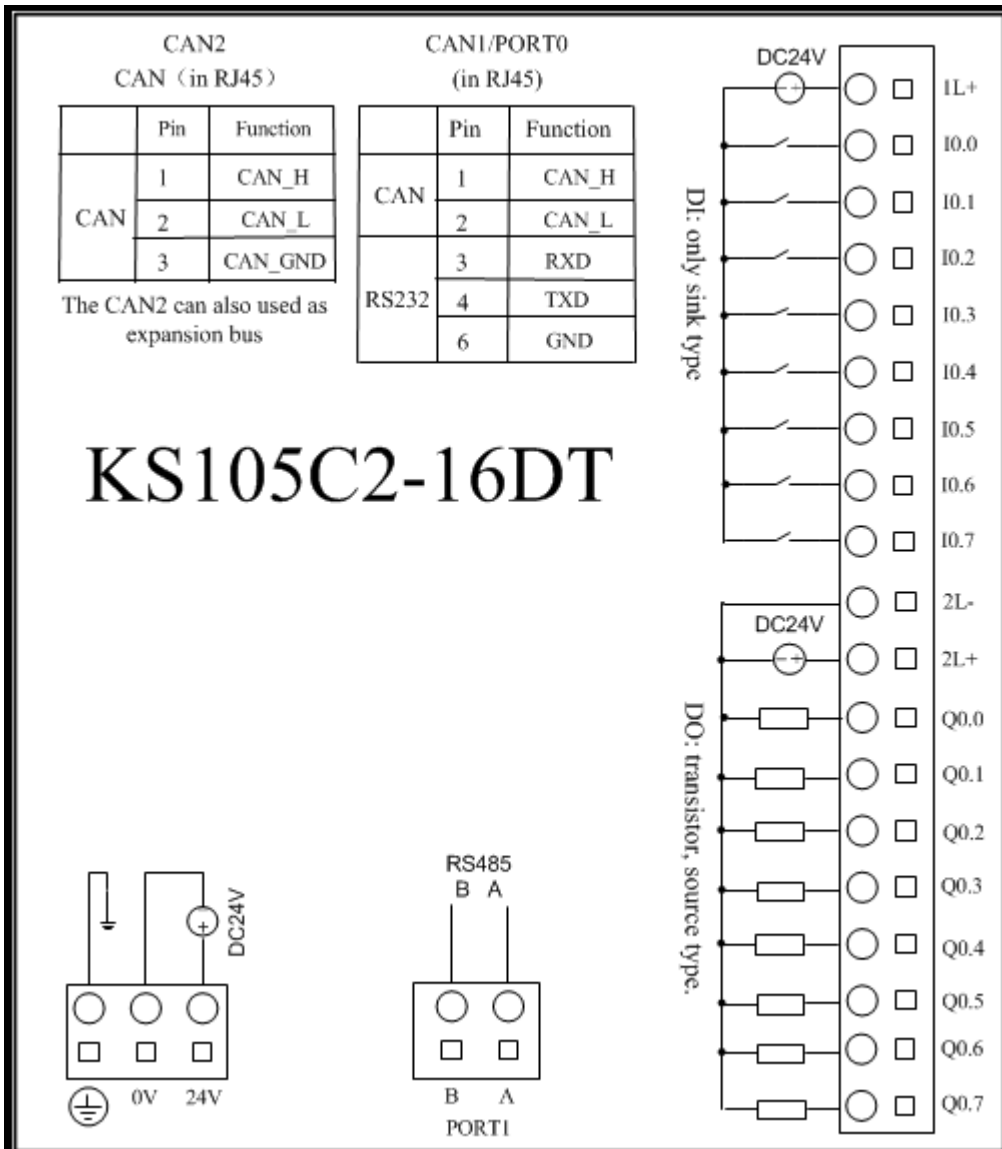 CAN2
CAN（in RJ45）
Pin Function
CAN
1 CAN_H
2 CAN_L
3 CAN_GND
The CAN2 can also used as
expansion bus
CAN1/PORT0
(in RJ45)
Pin Function
CAN
1 CAN_H
2 CAN_L
RS232
3 RXD
4 TXD
6 GND
KS105C2-16DT
DC24V
1L+
I0.0
I0.1
I0.2
I0.3
I0.4
I0.5
I0.6
I0.7
DI: only sink type
2L-
DC24V
2L+
Q0.0
Q0.1
Q0.2
Q0.3
Q0.4
Q0.5
Q0.6
Q0.7
DO: transistor, source type.
DC24V
0V 24V
RS485
B A
B A
PORT1